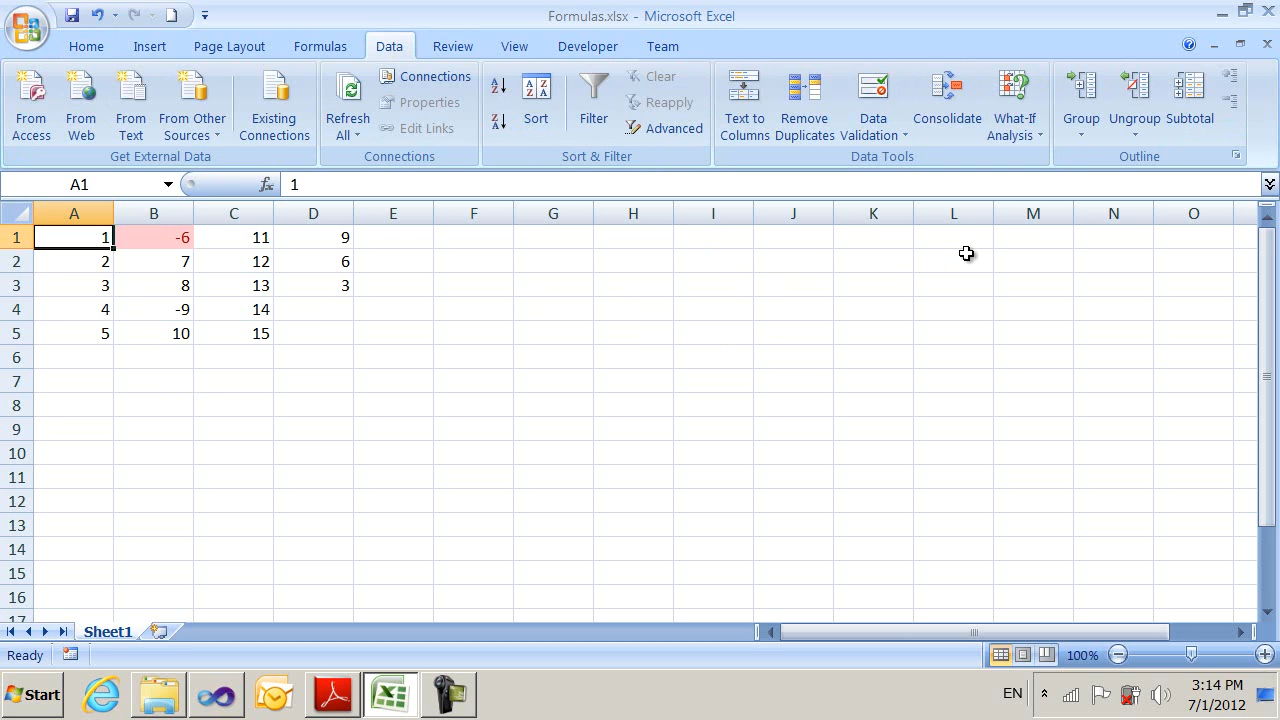 Formulas.xlsx - Microsoft Excel
Home Insert Page Layout Formulas Data Review View Developer Team
From Access
From Web
From Text
From Other Sources
Existing Connections
Get External Data
Refresh All
Connections
Properties
Edit Links
Connections
Sort
Filter
Clear
Reapply
Advanced
Sort & Filter
Text to Columns
Remove Duplicates
Data Validation
Consolidate
What-If Analysis
Data Tools
Group
Ungroup
Subtotal
Outline
A1 fx 1
A B C D E F G H I J K L M N O
1 1 -6 11 9
2 2 7 12 6
3 3 8 13 3
4 4 -9 14
5 5 10 15
6
7
8
9
10
11
12
13
14
15
16
17
Sheet1
Ready 100%
Start EN 3:14 PM
7/1/2012